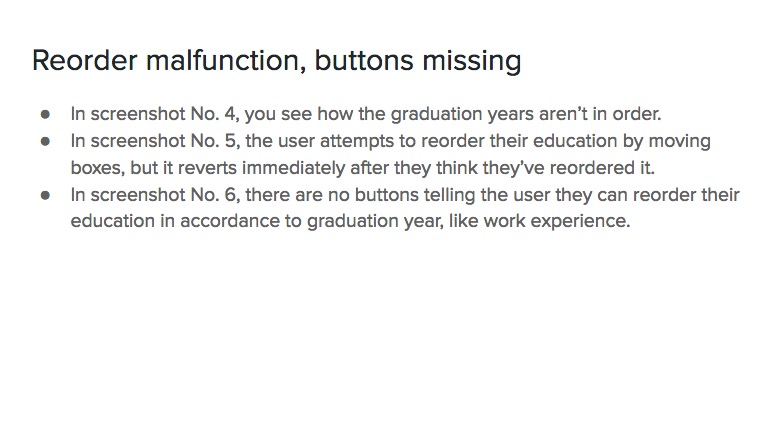 Reorder malfunction, buttons missing
● In screenshot No. 4, you see how the graduation years aren’t in order.
● In screenshot No. 5, the user attempts to reorder their education by moving
boxes, but it reverts immediately after they think they’ve reordered it.
● In screenshot No. 6, there are no buttons telling the user they can reorder their
education in accordance to graduation year, like work experience.